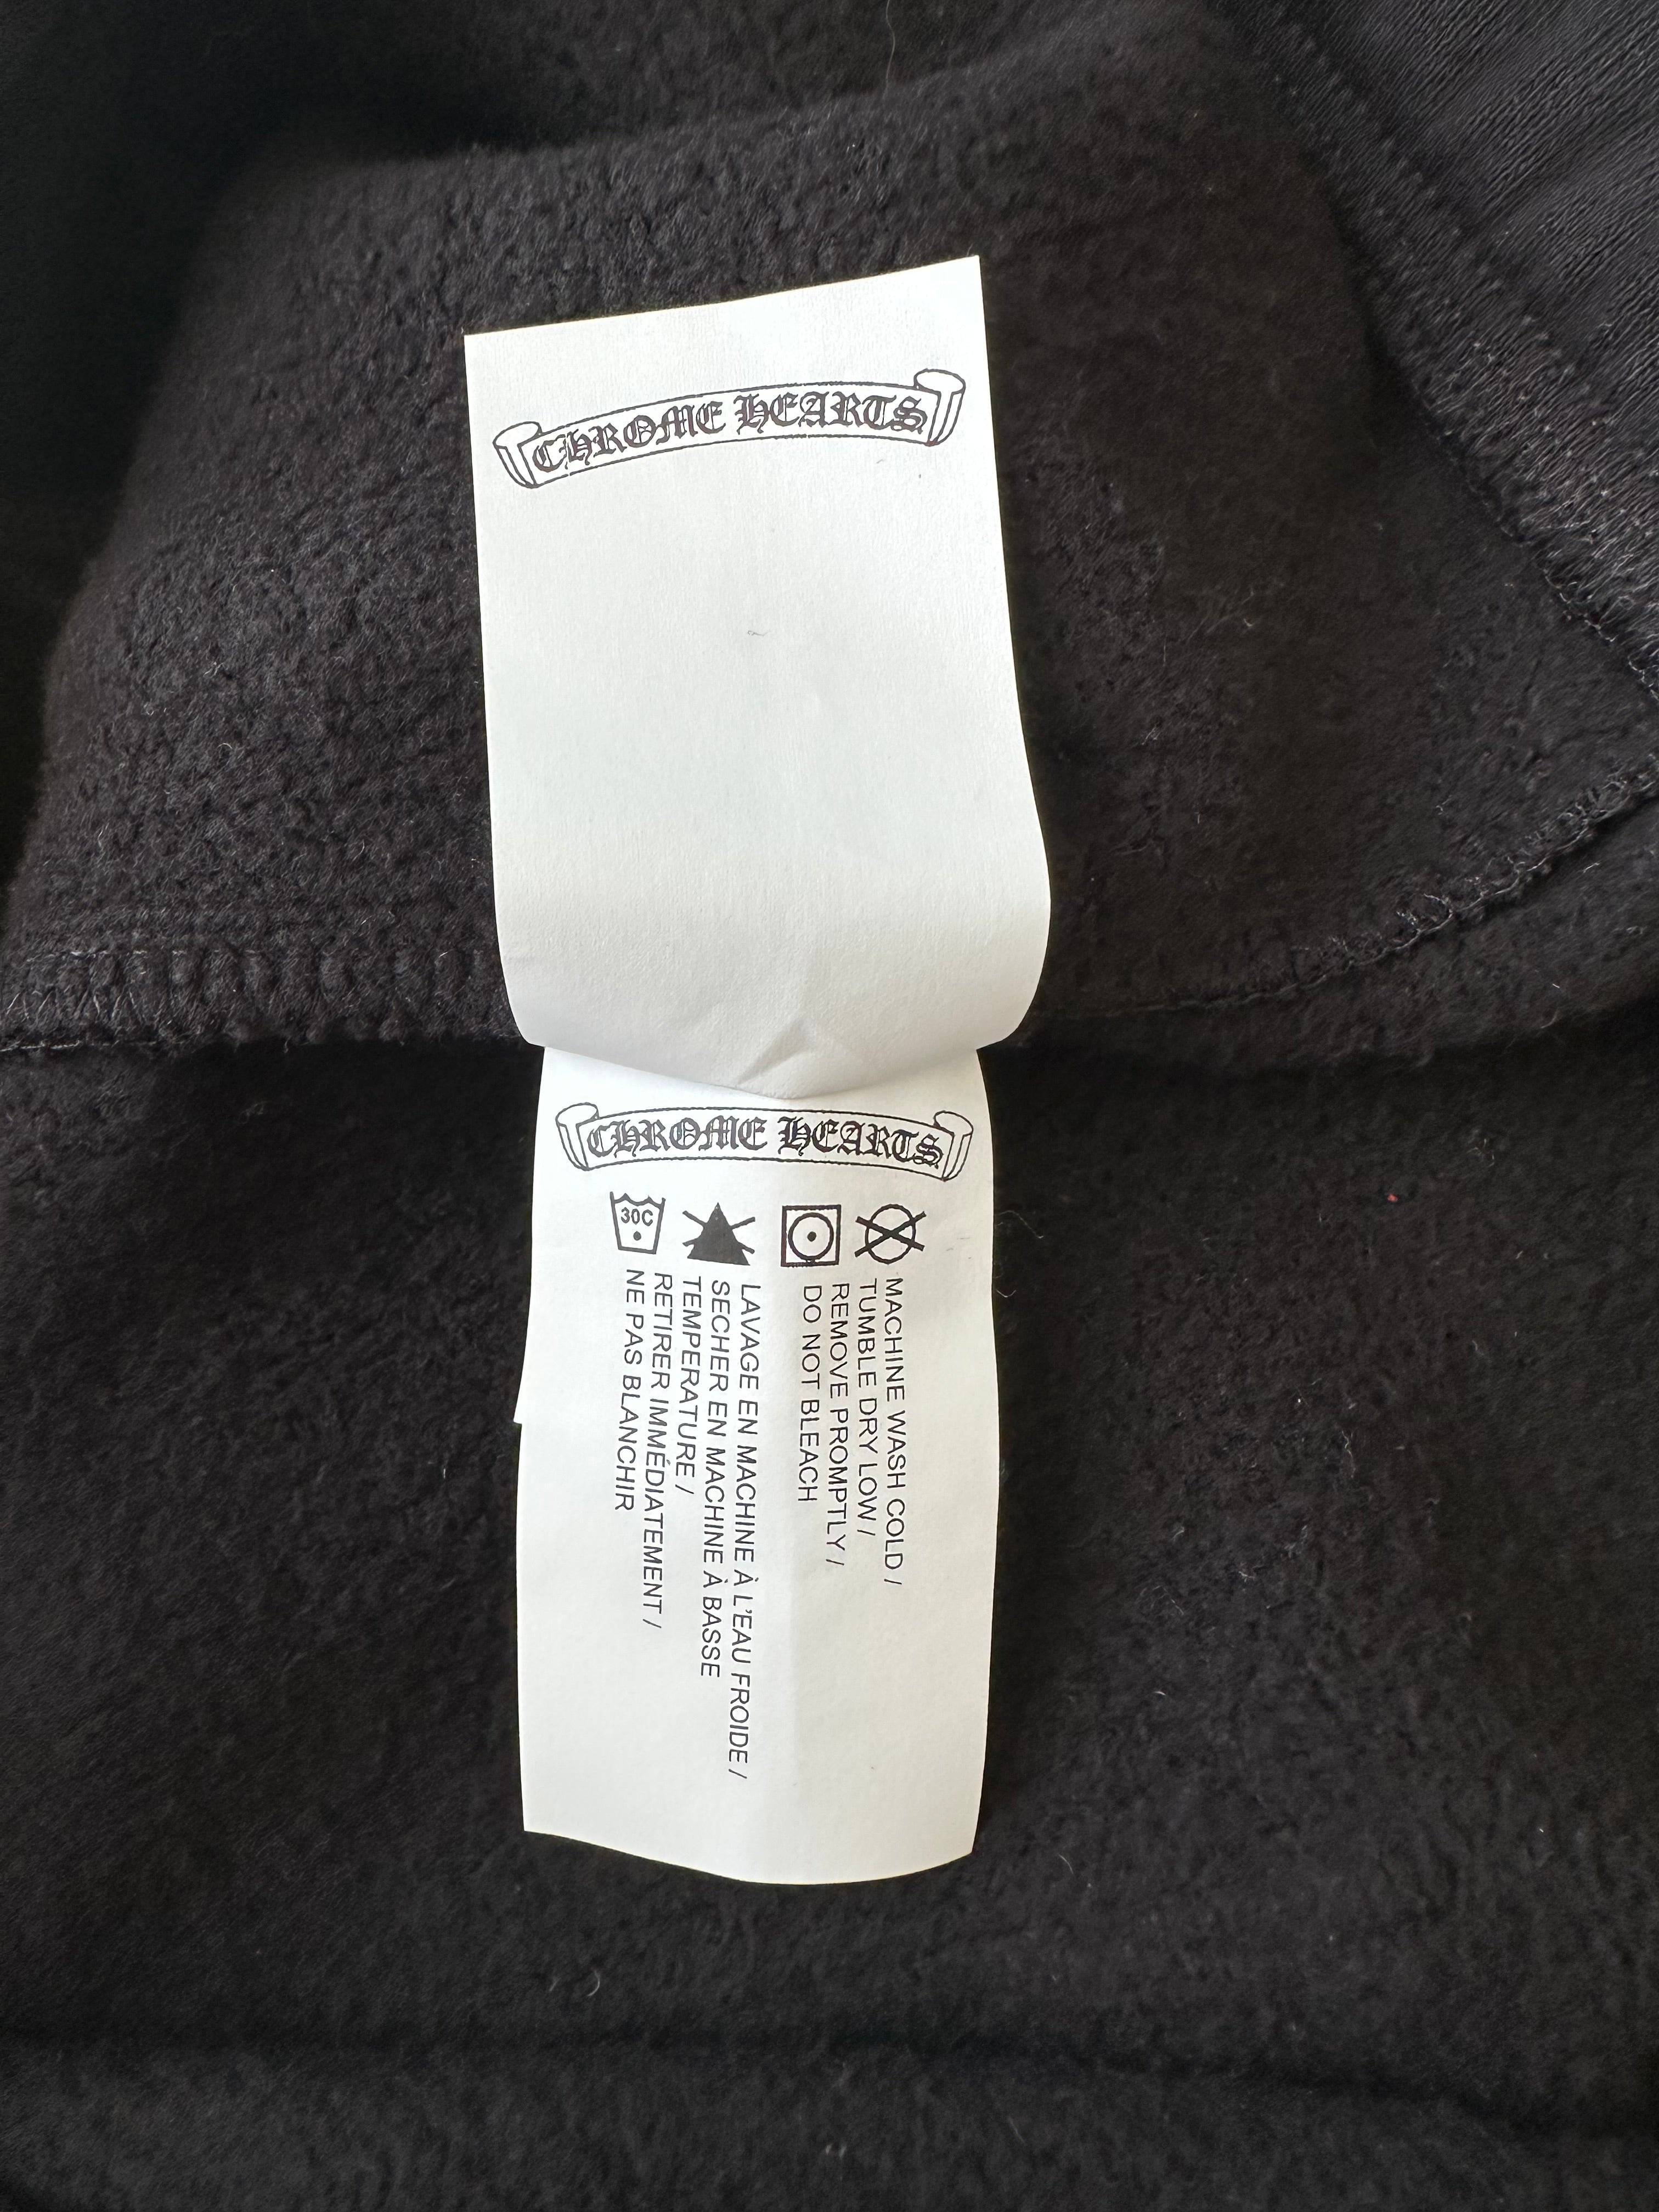 CHROME HEARTS
CHROME HEARTS
30C
MACHINE WASH COLD /
TUMBLE DRY LOW /
REMOVE PROMPTLY /
DO NOT BLEACH
LAVAGE EN MACHINE À L'EAU FROIDE /
SECHER EN MACHINE À BASSE
TEMPERATURE /
RETIRER IMMÉDIATEMENT /
NE PAS BLANCHIR